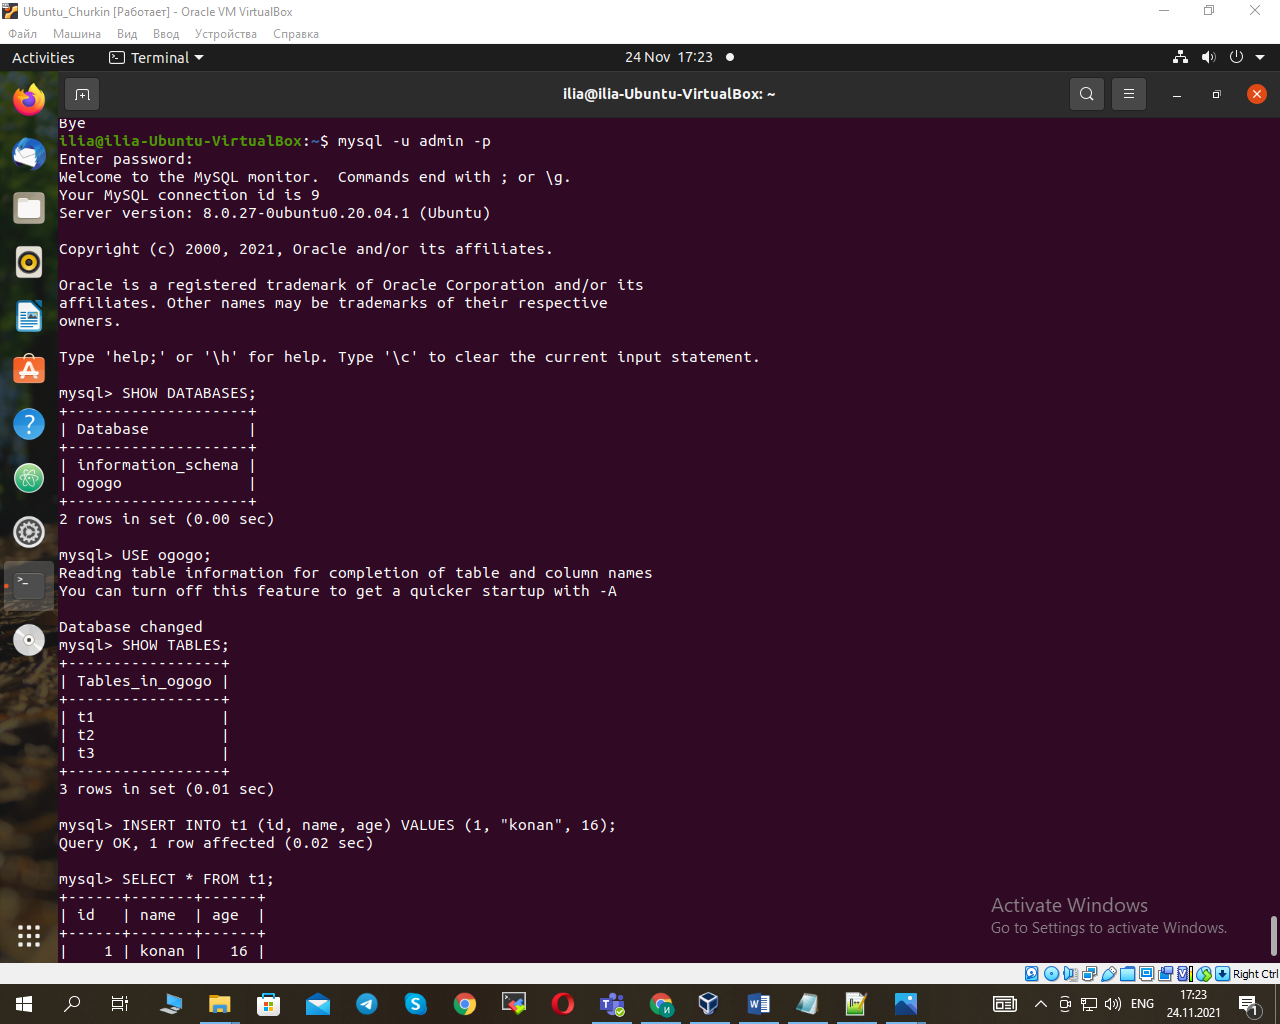 Ubuntu_Churkin [Работает] - Oracle VM VirtualBox
Файл Машина Вид Ввод Устройства Справка
Activities Terminal 24 Nov 17:23
ilia@ilia-Ubuntu-VirtualBox: ~
Bye
ilia@ilia-Ubuntu-VirtualBox:~$ mysql -u admin -p
Enter password:
Welcome to the MySQL monitor.  Commands end with ; or \g.
Your MySQL connection id is 9
Server version: 8.0.27-0ubuntu0.20.04.1 (Ubuntu)
Copyright (c) 2000, 2021, Oracle and/or its affiliates.
Oracle is a registered trademark of Oracle Corporation and/or its
affiliates. Other names may be trademarks of their respective
owners.
Type 'help;' or '\h' for help. Type '\c' to clear the current input statement.
mysql> SHOW DATABASES;
+--------------------+
| Database           |
+--------------------+
| information_schema |
| ogogo              |
+--------------------+
2 rows in set (0.00 sec)
mysql> USE ogogo;
Reading table information for completion of table and column names
You can turn off this feature to get a quicker startup with -A
Database changed
mysql> SHOW TABLES;
+-----------------+
| Tables_in_ogogo |
+-----------------+
| t1              |
| t2              |
| t3              |
+-----------------+
3 rows in set (0.01 sec)
mysql> INSERT INTO t1 (id, name, age) VALUES (1, "konan", 16);
Query OK, 1 row affected (0.02 sec)
mysql> SELECT * FROM t1;
+------+-------+------+
| id   | name  | age  |
+------+-------+------+
|    1 | konan |   16 |
Activate Windows
Go to Settings to activate Windows.
Right Ctrl
ENG
17:23
24.11.2021
1